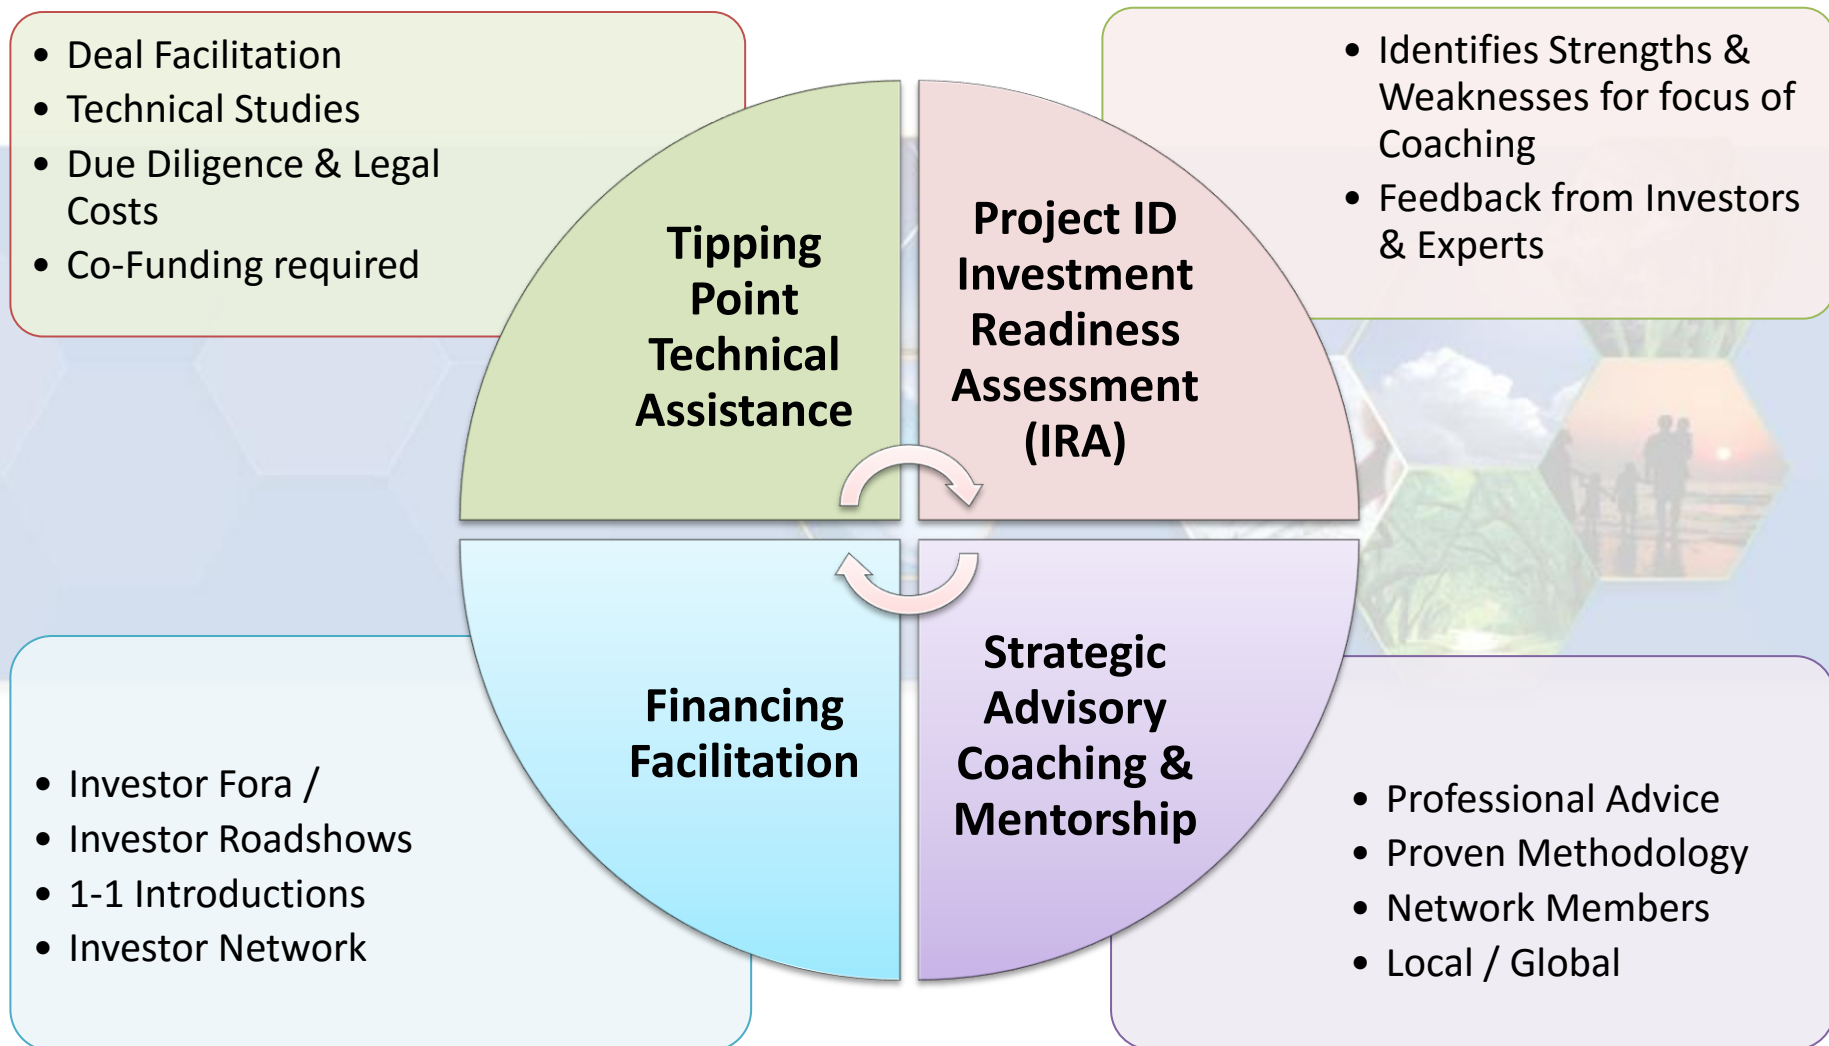 • Deal Facilitation
• Technical Studies
• Due Diligence & Legal
Costs
• Co-Funding required
• Identifies Strengths &
Weaknesses for focus of
Coaching
• Feedback from Investors
& Experts
Tipping
Point
Technical
Assistance
Project ID
Investment
Readiness
Assessment
(IRA)
Financing
Facilitation
Strategic
Advisory
Coaching &
Mentorship
• Investor Fora /
• Investor Roadshows
• 1-1 Introductions
• Investor Network
• Professional Advice
• Proven Methodology
• Network Members
• Local / Global